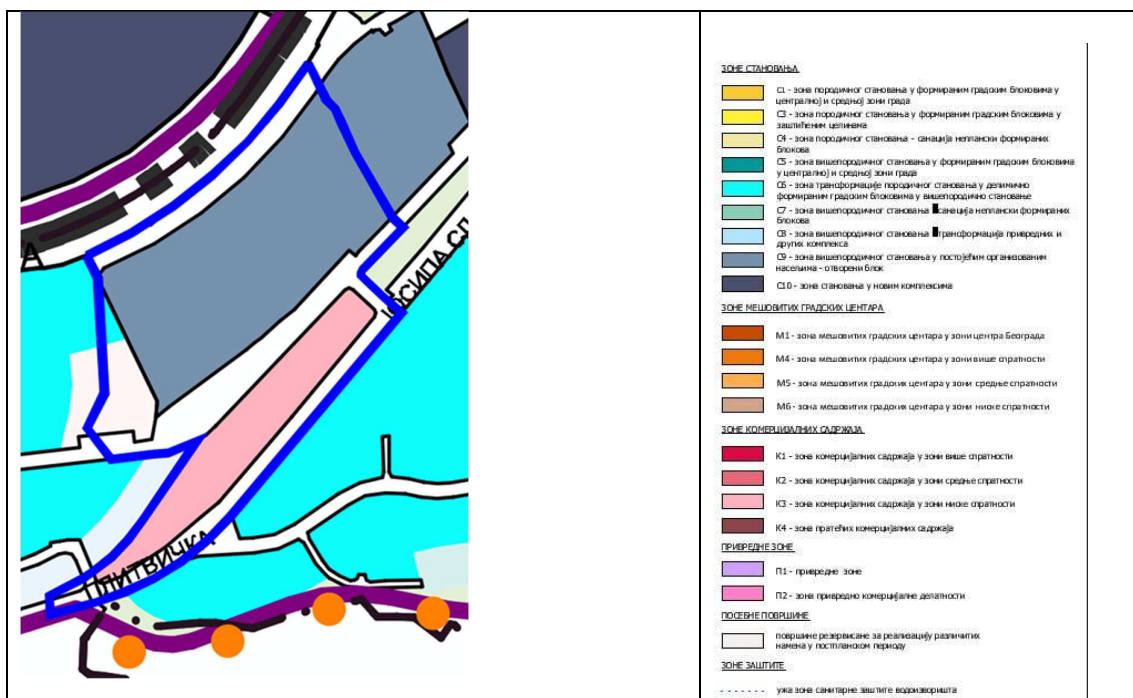 А
ЈОСИПА СЛ
ПЛИТВИЧКА
ЗОНЕ СТАНОВАЊА
С1 - зона породичног становања у формираним градским блоковима у
централној и средњој зони града
С3 - зона породичног становања у формираним градским блоковима у
заштићеним целинама
С4 - зона породичног становања - санација неплански формираних
блокова
С5 - зона вишепородичног становања у формираним градским блоковима
у централној и средњој зони града
С6 - зона трансформације породичног становања у делимично
формираним градским блоковима у вишепородично становање
С7 - зона вишепородичног становања санација неплански формираних
блокова
С8 - зона вишепородичног становања трансформација привредних и
других комплекса
С9 - зона вишепородичног становања у постојећим организованим
насељима - отворени блок
С10 - зона становања у новим комплексима
ЗОНЕ МЕШОВИТИХ ГРАДСКИХ ЦЕНТАРА
М1 - зона мешовитих градских центара у зони центра Београда
М4 - зона мешовитих градских центара у зони више спратности
М5 - зона мешовитих градских центара у зони средње спратности
М6 - зона мешовитих градских центара у зони ниске спратности
ЗОНЕ КОМЕРЦИЈАЛНИХ САДРЖАЈА
К1 - зона комерцијалних садржаја у зони више спратности
К2 - зона комерцијалних садржаја у зони средње спратности
К3 - зона комерцијалних садржаја у зони ниске спратности
К4 - зона пратећих комерцијалних садржаја
ПРИВРЕДНЕ ЗОНЕ
П1 - привредне зоне
П2 - зона привредно комерцијалне делатности
ПОСЕБНЕ ПОВРШИНЕ
површине резервисане за реализацију различитих
намена у постпланском периоду
ЗОНЕ ЗАШТИТЕ
ужа зона санитарне заштите водоизворишта